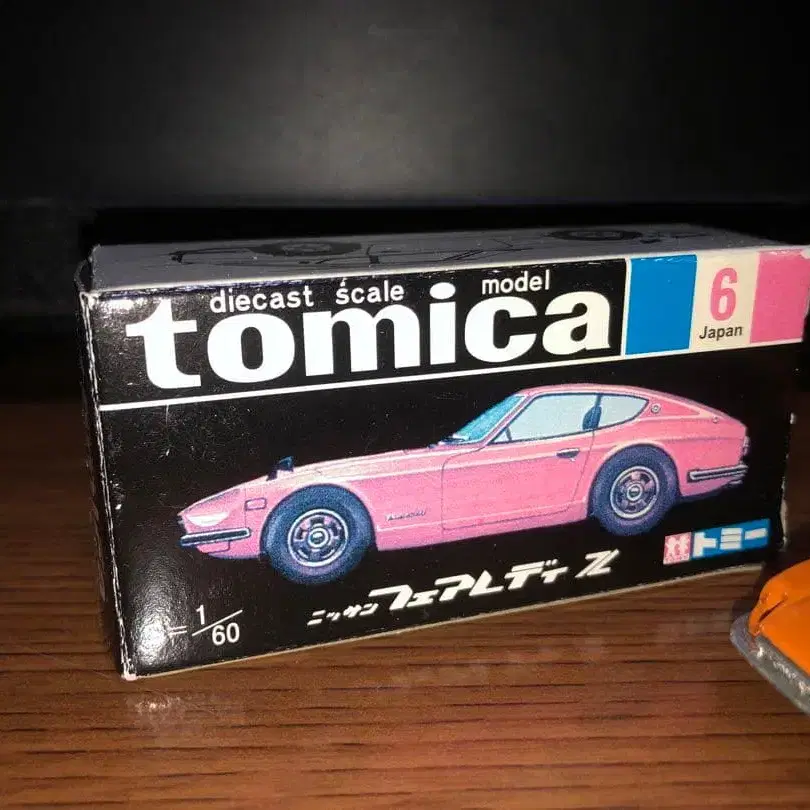 diecast scale model
tomica
6
Japan
ニッサン フェアレディ Z
トミー
S=1/60